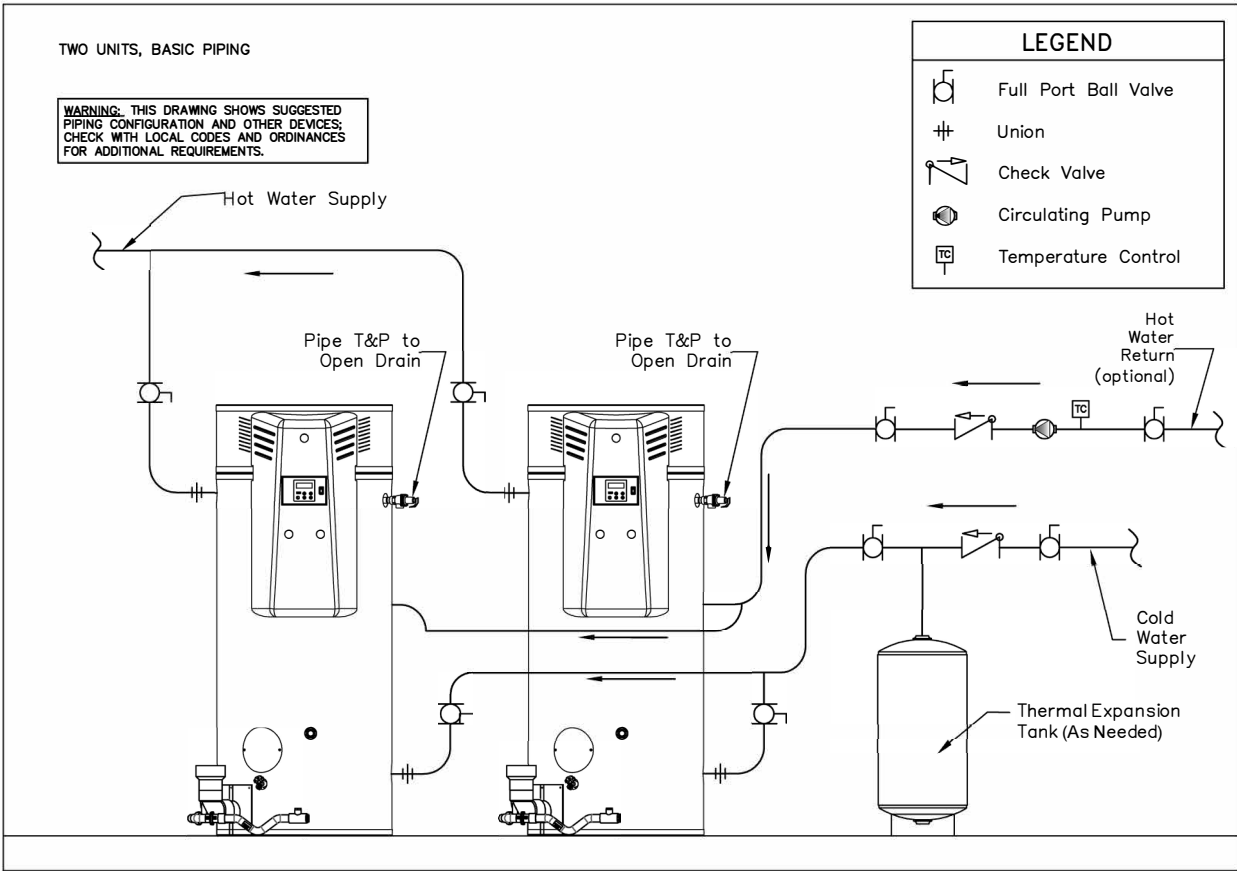 TWO UNITS, BASIC PIPING
WARNING: THIS DRAWING SHOWS SUGGESTED
PIPING CONFIGURATION AND OTHER DEVICES;
CHECK WITH LOCAL CODES AND ORDINANCES
FOR ADDITIONAL REQUIREMENTS.
LEGEND
Full Port Ball Valve
Union
Check Valve
Circulating Pump
TC
Temperature Control
Hot Water Supply
Pipe T&P to
Open Drain
Pipe T&P to
Open Drain
Hot
Water
Return
(optional)
TC
Cold
Water
Supply
Thermal Expansion
Tank (As Needed)